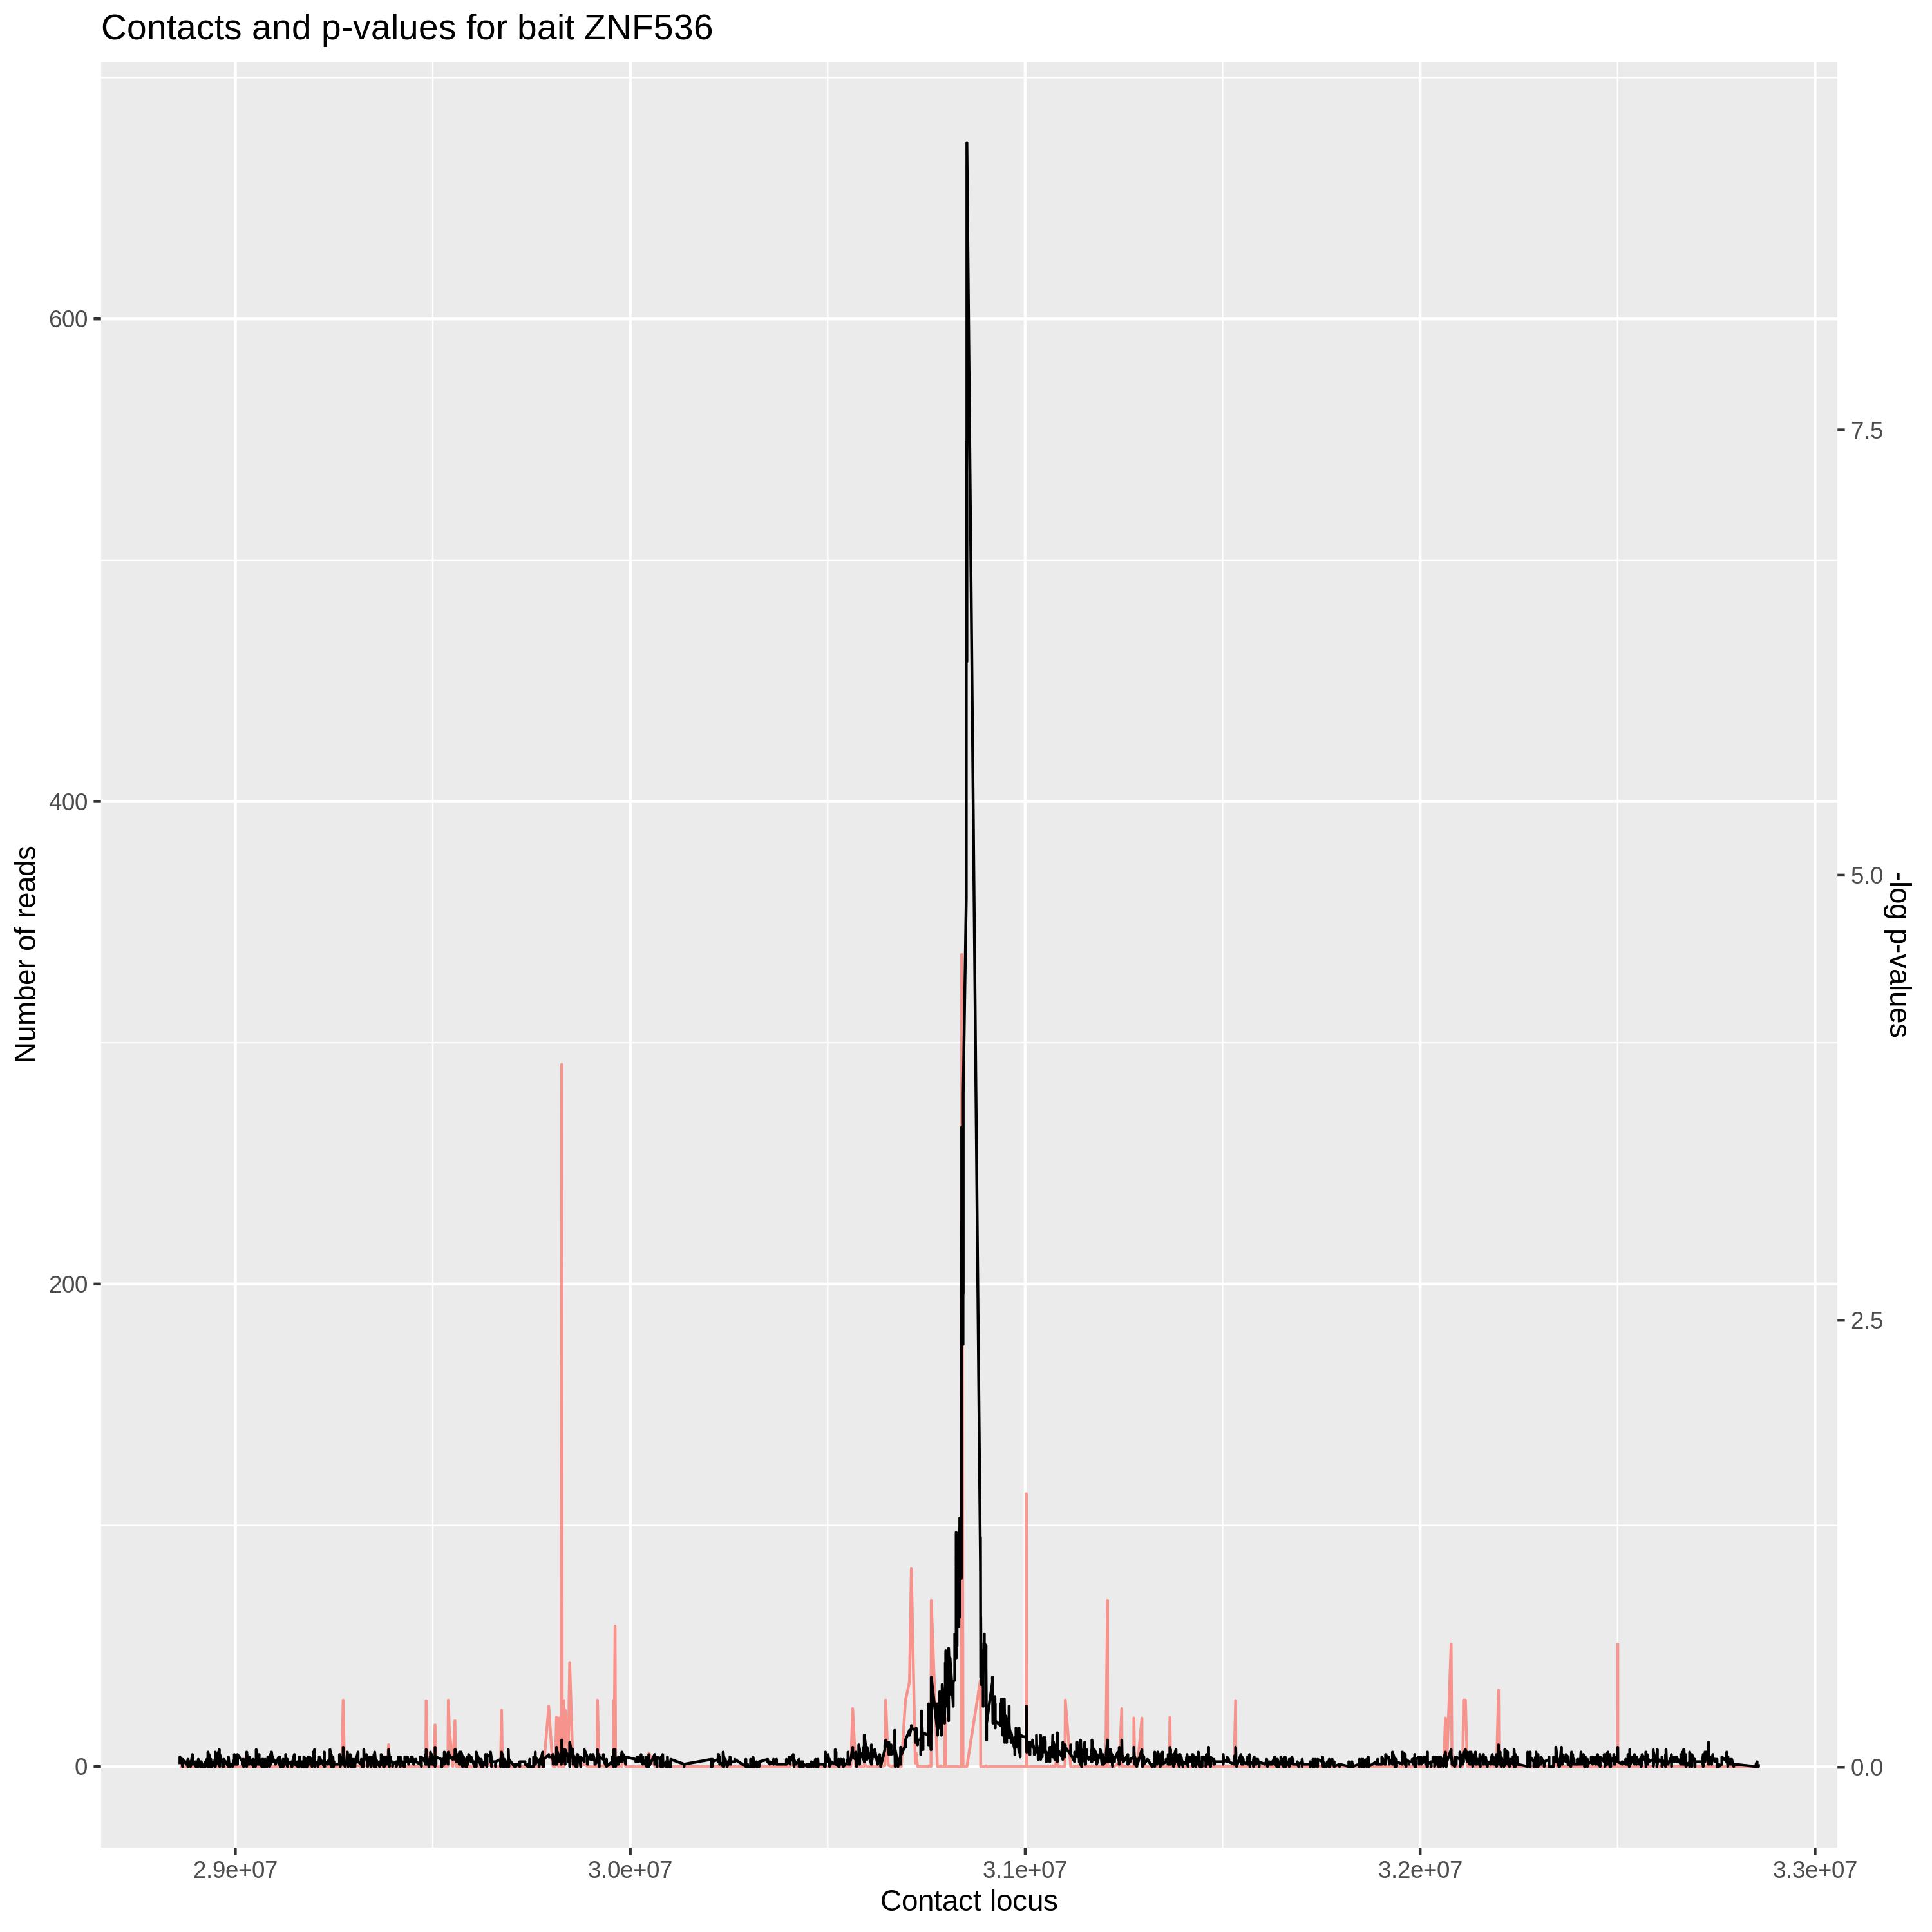 Contacts and p-values for bait ZNF536
600
400
200
0
Number of reads
7.5
5.0
2.5
0.0
-log p-values
2.9e+07
3.0e+07
3.1e+07
3.2e+07
3.3e+07
Contact locus